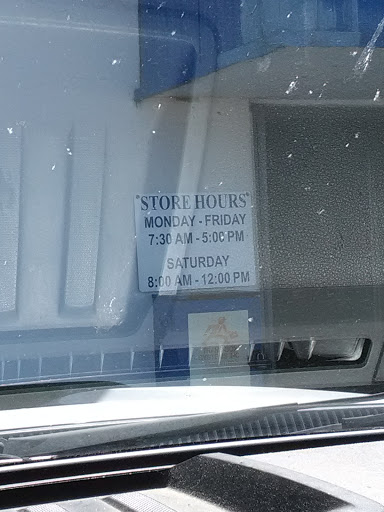 "STORE HOURS"
MONDAY - FRIDAY
7:30 AM - 5:00 PM
SATURDAY
8:00 AM - 12:00 PM